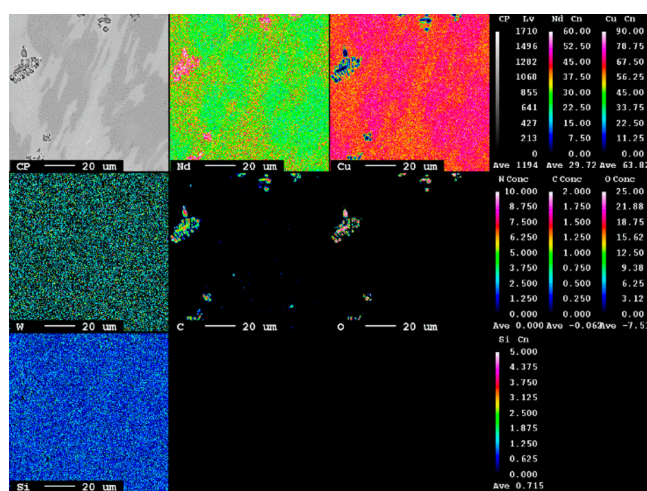 CP Lv Nd Cn Cu Cn
1710 60.00 90.00
1496 52.50 78.75
1282 45.00 67.50
1068 37.50 56.25
855 30.00 45.00
641 22.50 33.75
427 15.00 22.50
213 7.50 11.25
0 0.00 0.00
Ave 1194 Ave 29.72 Ave 63.82
CP 20 um Nd 20 um Cu 20 um
N Conc C Conc O Conc
10.000 2.000 25.00
8.750 1.750 21.88
7.500 1.500 18.75
6.250 1.250 15.62
5.000 1.000 12.50
3.750 0.750 9.38
2.500 0.500 6.25
1.250 0.250 3.12
0.000 0.000 0.00
Ave 0.000 Ave -0.062 Ave -7.51
W 20 um C 20 um O 20 um
Si Cn
5.000
4.375
3.750
3.125
2.500
1.875
1.250
0.625
0.000
Ave 0.715
Si 20 um